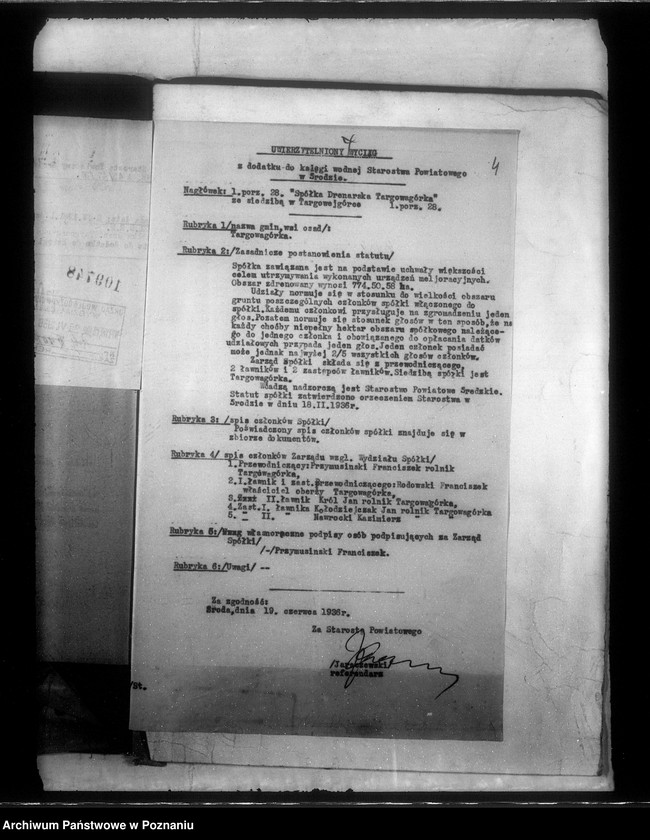 4
UWIERZYTELNIONY WYCIĄG
z dodatku do księgi wodnej Starostwa Powiatowego
w Środzie.
Nagłówek: l.porz. 28. "Spółka Drenarska Targowagórka"
ze siedzibą w Targowejgórce l.porz. 28.
Rubryka 1/nazwa gmin,wsi osad/:
Targowagórka.
Rubryka 2:/Zasadnicze postanowienia statutu/
Spółka zawiązana jest na podstawie uchwały większości
celem utrzymywania wykonanych urządzeń meljoracyjnych.
Obszar zdrenowany wynosi 774.50.58 ha.
Udziały normuje się w stosunku do wielkości obszaru
gruntu poszczególnych członków spółki włączonego do
spółki.Każdemu członkowi przysługuje na zgromadzeniu jeden
głos.Pozatem normuje się stosunek głosów w ten sposób,że na
każdy choćby niepełny hektar obszaru spółkowego należące-
go do jednego członka i obowiązanego do opłacania datków
udziałowych przypada jeden głos.Jeden członek posiadać
może jednak najwyżej 2/5 wszystkich głosów członków.
Zarząd Spółki składa się z przewodniczącego,
2 ławników i 2 zastępców ławników.Siedzibą spółki jest
Targowagórka.
Władzą nadzorczą jest Starostwo Powiatowe Średzkie.
Statut spółki zatwierdzono orzeczeniem Starostwa w
Środzie w dniu 18.II.1936r.
Rubryka 3: /spis członków Spółki/
Poświadczony spis członków spółki znajduje się w
zbiorze dokumentów.
Rubryka 4/ spis członków Zarządu wzgl. Wydziału Spółki/
1.Przewodniczący:Przymusinski Franciszek rolnik
Targowagórka,
2.I.ławnik i zast.przewodniczącego:Rodowski Franciszek
właściciel oberży Targowagórka,
3. II.ławnik Król Jan rolnik Targowagórka,
4.Zast.I. ławnika Kołodziejczak Jan rolnik Targowagórka
5. " II. " Nawrocki Kazimierz " "
Rubryka 5:/ własnoręczne podpisy osób podpisujących za Zarząd
Spółki/
/-/Przymusinski Franciszek.
Rubryka 6:/Uwagi/ --
Za zgodność:
Środa,dnia 19. czerwca 1936r.
Za Starostę Powiatowego
/Jaraczewski/
referendarz
/St.
109748
Archiwum Państwowe w Poznaniu